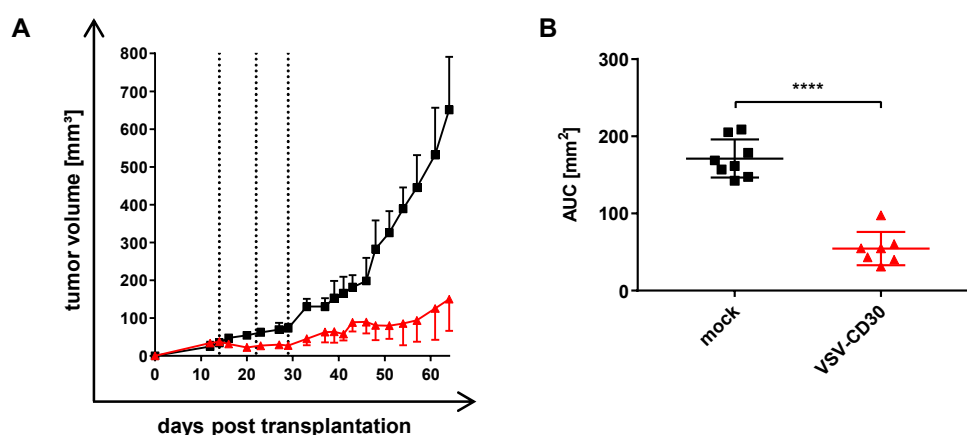 A
tumor volume [mm³]
800
700
600
500
400
300
200
100
0
0 10 20 30 40 50 60
days post transplantation
B
AUC [mm²]
300
200
100
0
****
mock
VSV-CD30